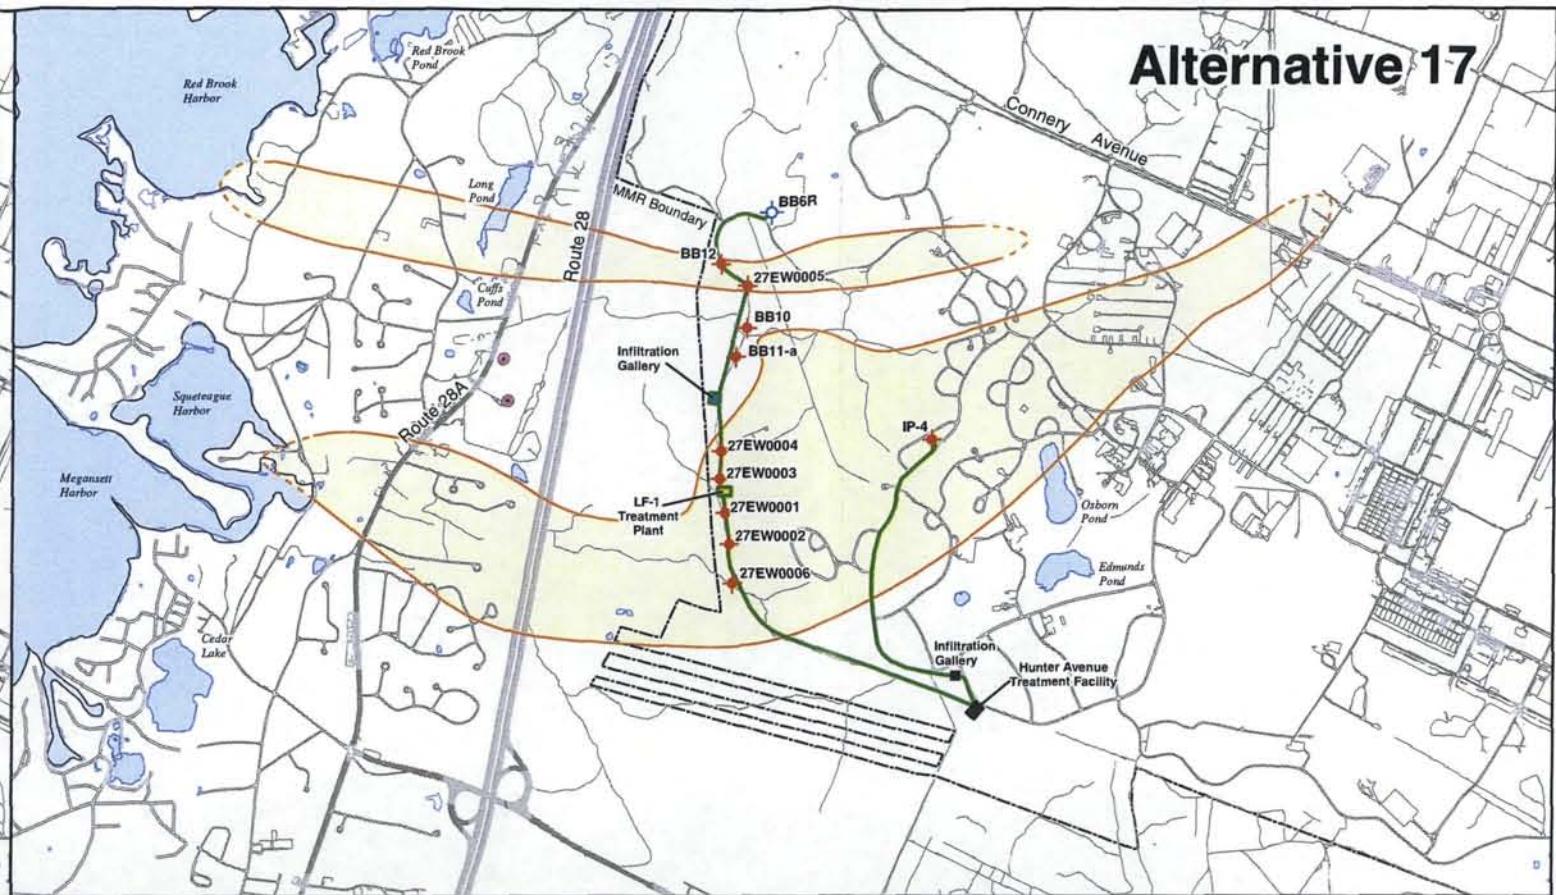 Alternative 17
Red Brook
Harbor
Red Brook
Pond
Connery Avenue
Long
Pond
MMR Boundary
BB6R
Route 28
BB12
27EW0005
Cuffs
Pond
BB10
BB11-a
Infiltration
Gallery
Squeteague
Harbor
Route 28A
IP-4
27EW0004
27EW0003
Megansett
Harbor
LF-1
Treatment
Plant
27EW0001
Osborn
Pond
27EW0002
27EW0006
Edmunds
Pond
Cedar
Lake
Infiltration
Gallery
Hunter Avenue
Treatment Facility